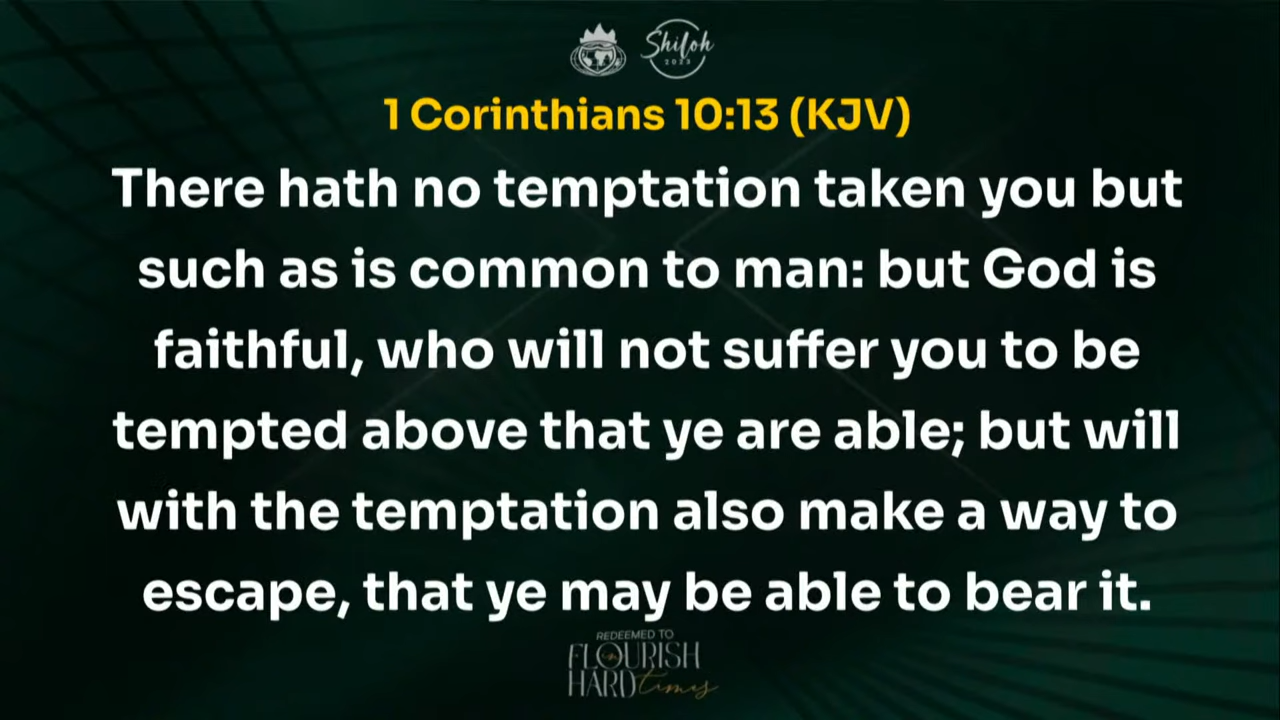 Shiloh
2023
1 Corinthians 10:13 (KJV)
There hath no temptation taken you but
such as is common to man: but God is
faithful, who will not suffer you to be
tempted above that ye are able; but will
with the temptation also make a way to
escape, that ye may be able to bear it.
REDEEMED TO
FLOURISH
in
HARD times